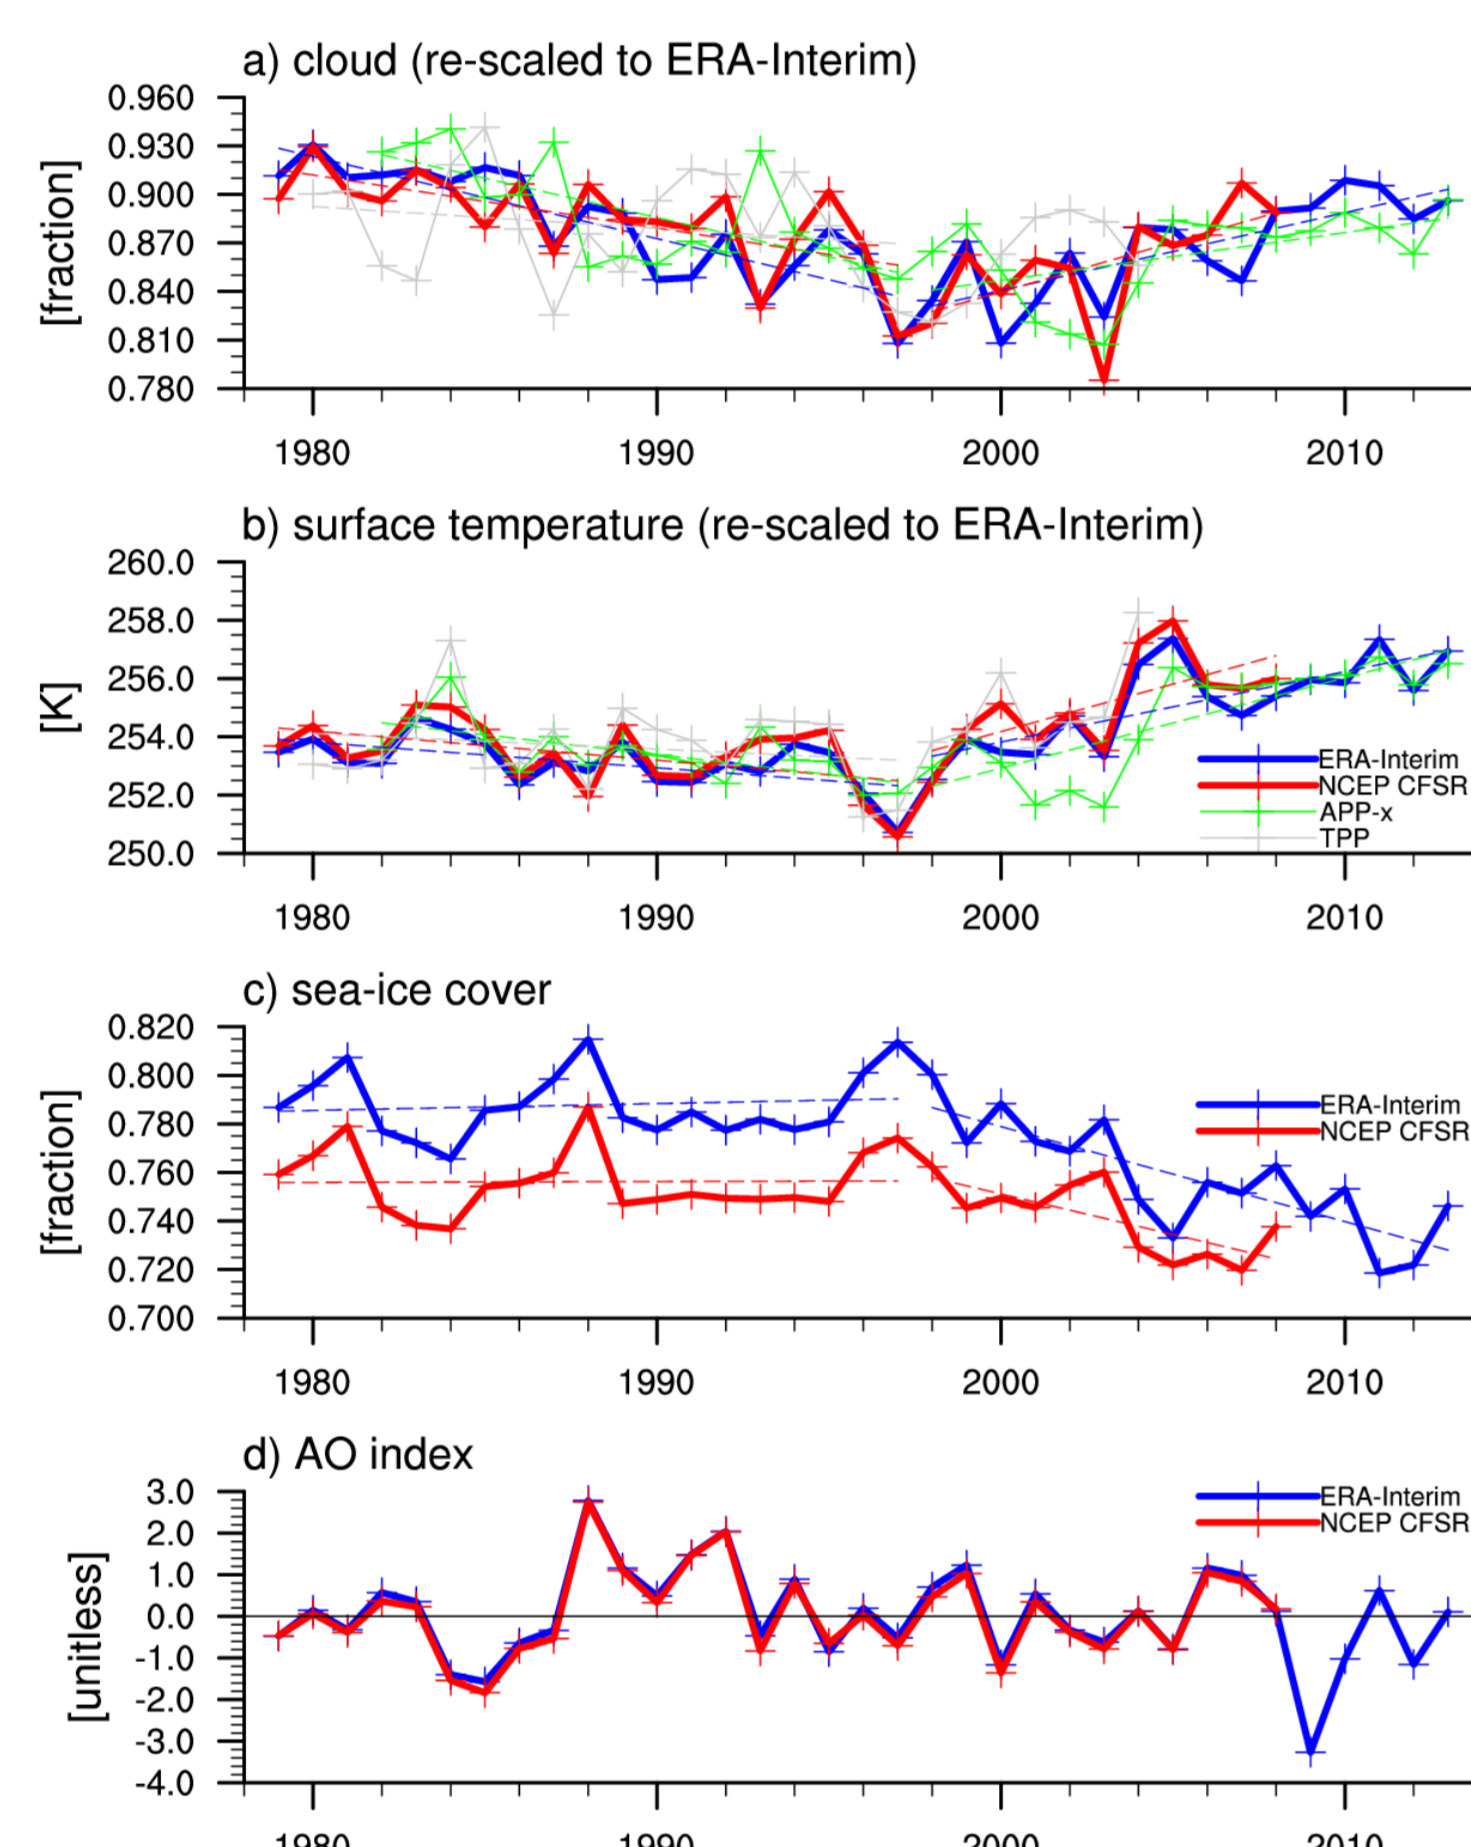 a) cloud (re-scaled to ERA-Interim)
[fraction]
0.960
0.930
0.900
0.870
0.840
0.810
0.780
1980 1990 2000 2010
b) surface temperature (re-scaled to ERA-Interim)
[K]
260.0
258.0
256.0
254.0
252.0
250.0
ERA-Interim
NCEP CFSR
APP-x
TPP
1980 1990 2000 2010
c) sea-ice cover
[fraction]
0.820
0.800
0.780
0.760
0.740
0.720
0.700
ERA-Interim
NCEP CFSR
1980 1990 2000 2010
d) AO index
[unitless]
3.0
2.0
1.0
0.0
-1.0
-2.0
-3.0
-4.0
ERA-Interim
NCEP CFSR
1980 1990 2000 2010